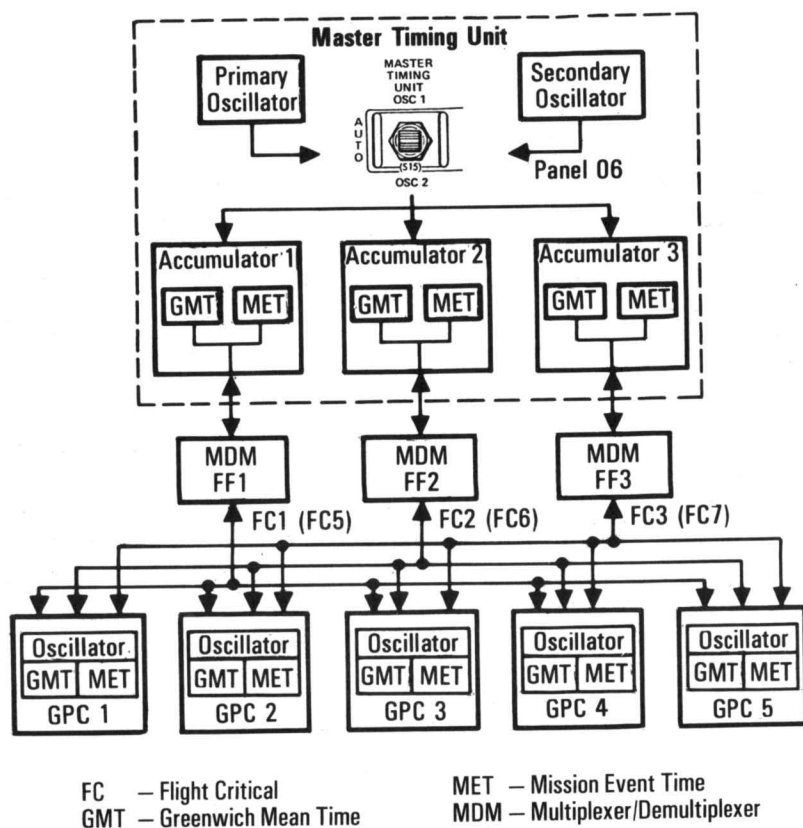 Master Timing Unit
Primary
Oscillator
MASTER
TIMING
UNIT
OSC 1
AUTO
(S15)
OSC 2
Secondary
Oscillator
Panel O6
Accumulator 1
GMT MET
Accumulator 2
GMT MET
Accumulator 3
GMT MET
MDM
FF1
MDM
FF2
MDM
FF3
FC1 (FC5)
FC2 (FC6)
FC3 (FC7)
Oscillator
GMT MET
GPC 1
Oscillator
GMT MET
GPC 2
Oscillator
GMT MET
GPC 3
Oscillator
GMT MET
GPC 4
Oscillator
GMT MET
GPC 5
FC – Flight Critical
GMT – Greenwich Mean Time
MET – Mission Event Time
MDM – Multiplexer/Demultiplexer